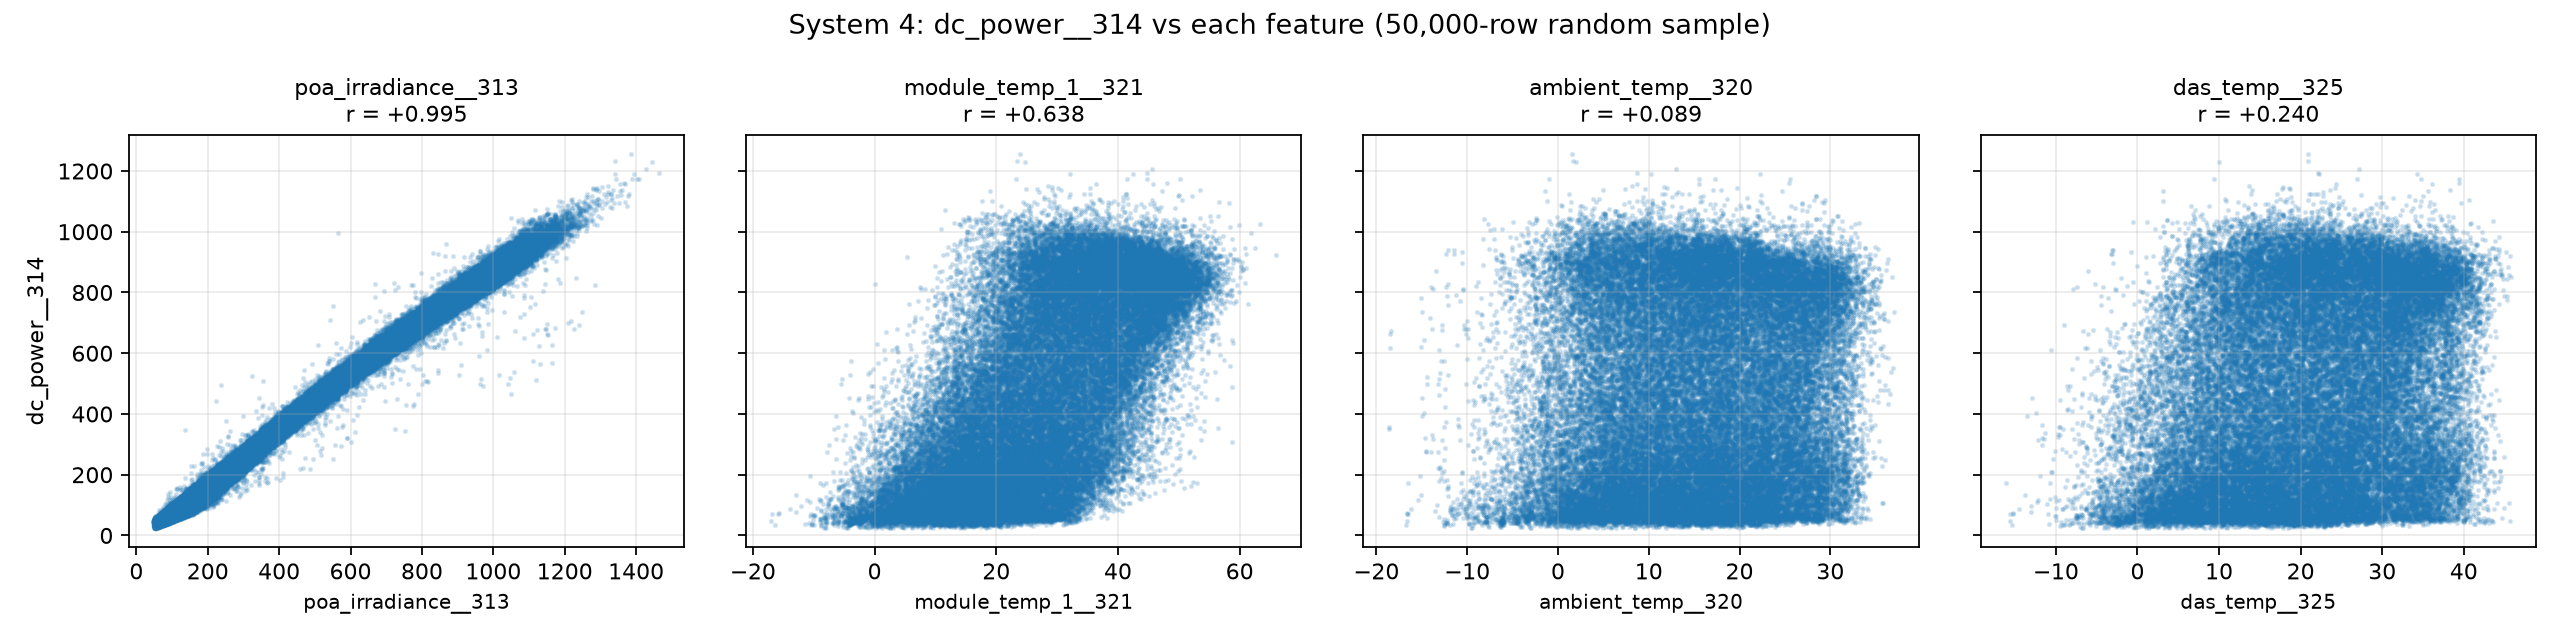 System 4: dc_power__314 vs each feature (50,000-row random sample)
poa_irradiance__313
r = +0.995
dc_power__314
1200
1000
800
600
400
200
0
0 200 400 600 800 1000 1200 1400
poa_irradiance__313
module_temp_1__321
r = +0.638
−20 0 20 40 60
module_temp_1__321
ambient_temp__320
r = +0.089
−20 −10 0 10 20 30
ambient_temp__320
das_temp__325
r = +0.240
−10 0 10 20 30 40
das_temp__325